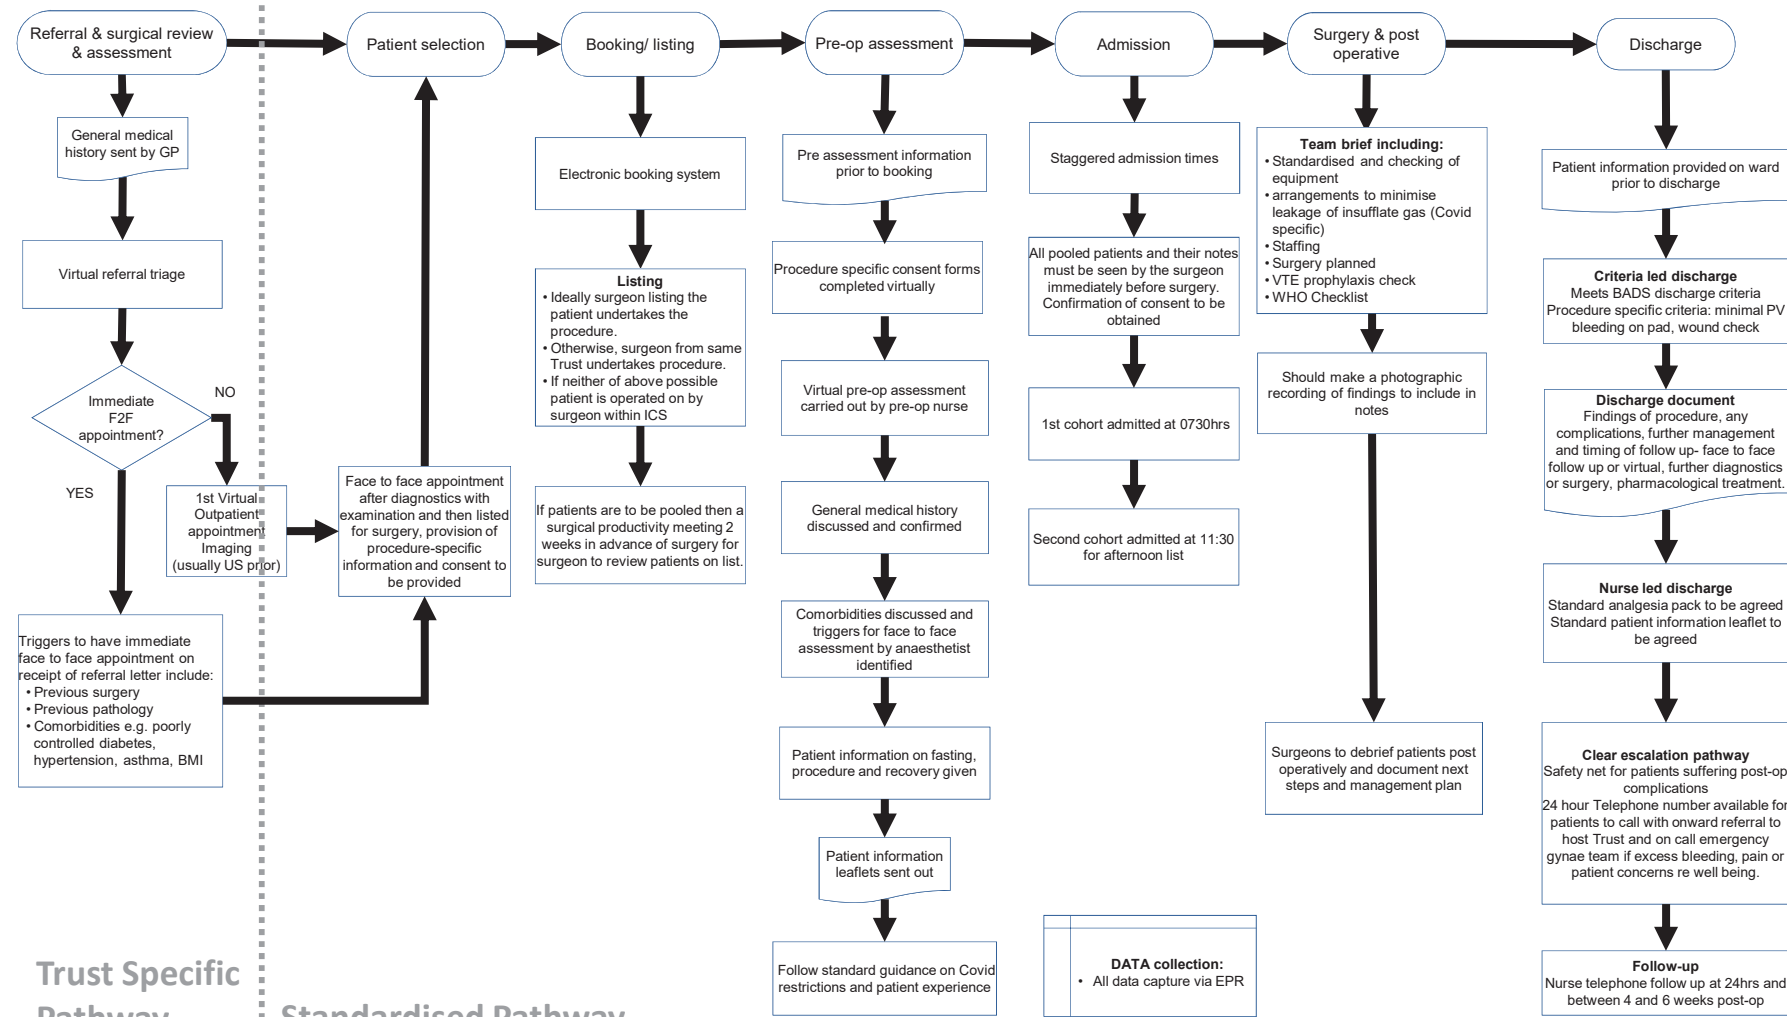 Referral & surgical review
& assessment
Patient selection
Booking/ listing
Pre-op assessment
Admission
Surgery & post
operative
Discharge
General medical
history sent by GP
Virtual referral triage
Immediate
F2F
appointment?
NO
YES
1st Virtual
Outpatient
appointment
Imaging
(usually US prior)
Triggers to have immediate
face to face appointment on
receipt of referral letter include:
• Previous surgery
• Previous pathology
• Comorbidities e.g. poorly
controlled diabetes,
hypertension, asthma, BMI
Face to face appointment
after diagnostics with
examination and then listed
for surgery, provision of
procedure-specific
information and consent to
be provided
Electronic booking system
Listing
• Ideally surgeon listing the
patient undertakes the
procedure.
• Otherwise, surgeon from same
Trust undertakes procedure.
• If neither of above possible
patient is operated on by
surgeon within ICS
If patients are to be pooled then a
surgical productivity meeting 2
weeks in advance of surgery for
surgeon to review patients on list.
Pre assessment information
prior to booking
Procedure specific consent forms
completed virtually
Virtual pre-op assessment
carried out by pre-op nurse
General medical history
discussed and confirmed
Comorbidities discussed and
triggers for face to face
assessment by anaesthetist
identified
Patient information on fasting,
procedure and recovery given
Patient information
leaflets sent out
Follow standard guidance on Covid
restrictions and patient experience
Staggered admission times
All pooled patients and their notes
must be seen by the surgeon
immediately before surgery.
Confirmation of consent to be
obtained
1st cohort admitted at 0730hrs
Second cohort admitted at 11:30
for afternoon list
DATA collection:
• All data capture via EPR
Team brief including:
• Standardised and checking of
equipment
• arrangements to minimise
leakage of insufflate gas (Covid
specific)
• Staffing
• Surgery planned
• VTE prophylaxis check
• WHO Checklist
Should make a photographic
recording of findings to include in
notes
Surgeons to debrief patients post
operatively and document next
steps and management plan
Patient information provided on ward
prior to discharge
Criteria led discharge
Meets BADS discharge criteria
Procedure specific criteria: minimal PV
bleeding on pad, wound check
Discharge document
Findings of procedure, any
complications, further management
and timing of follow up- face to face
follow up or virtual, further diagnostics
or surgery, pharmacological treatment.
Nurse led discharge
Standard analgesia pack to be agreed
Standard patient information leaflet to
be agreed
Clear escalation pathway
Safety net for patients suffering post-op
complications
24 hour Telephone number available for
patients to call with onward referral to
host Trust and on call emergency
gynae team if excess bleeding, pain or
patient concerns re well being.
Follow-up
Nurse telephone follow up at 24hrs and
between 4 and 6 weeks post-op
Trust Specific
Pathway
Standardised Pathway